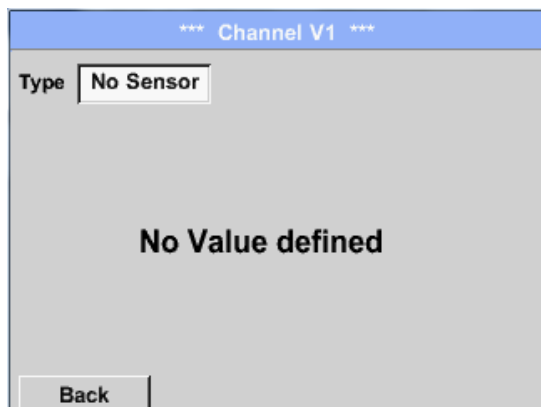 *** Channel V1 ***
Type No Sensor
No Value defined
Back